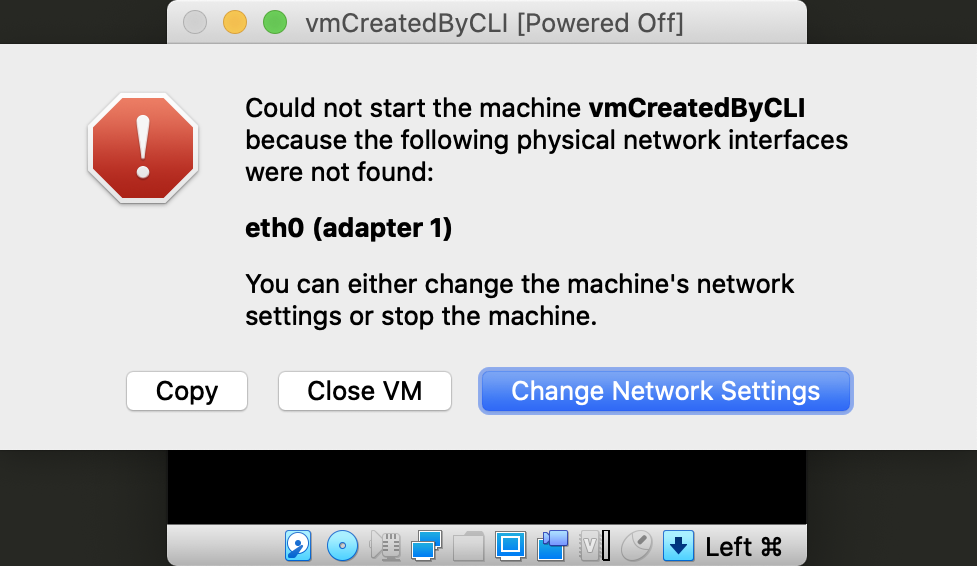 vmCreatedByCLI [Powered Off]
Could not start the machine vmCreatedByCLI
because the following physical network interfaces
were not found:
eth0 (adapter 1)
You can either change the machine's network
settings or stop the machine.
Copy
Close VM
Change Network Settings
V
Left ⌘